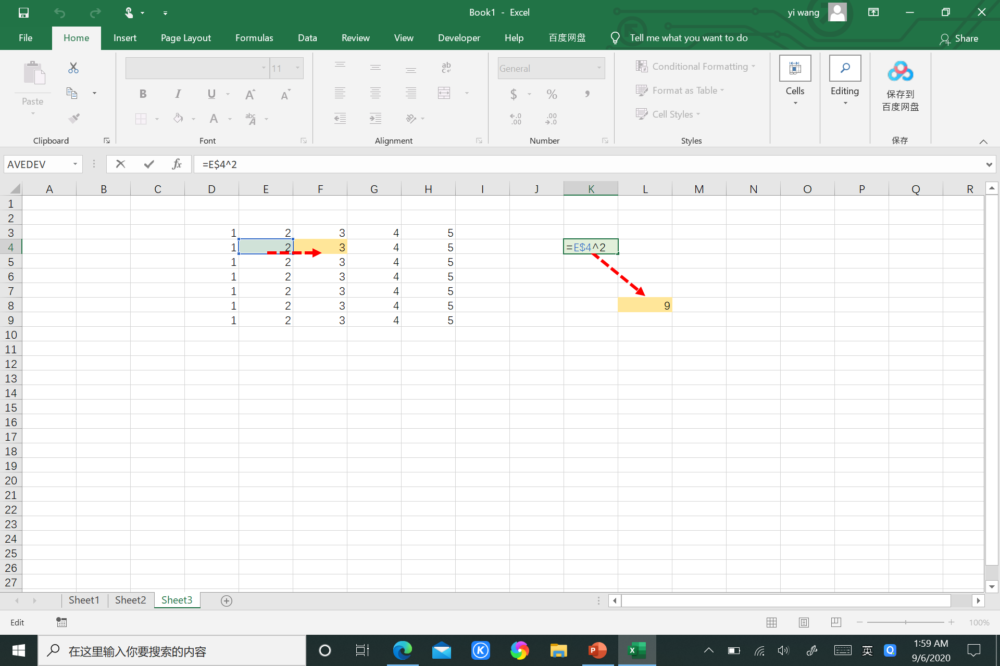 Book1 - Excel
yi wang
File Home Insert Page Layout Formulas Data Review View Developer Help 百度网盘 Tell me what you want to do Share
Paste
Clipboard
11
B I U A A
A abc A
Font
ab c
Alignment
General
$ % ,
.0 .00 .00 .0
Number
Conditional Formatting
Format as Table
Cell Styles
Styles
Cells
Editing
保存到
百度网盘
保存
AVEDEV fx =E$4^2
A B C D E F G H I J K L M N O P Q R
1
2
3 1 2 3 4 5
4 1 2 3 4 5 =E$4^2
5 1 2 3 4 5
6 1 2 3 4 5
7 1 2 3 4 5
8 1 2 3 4 5 9
9 1 2 3 4 5
10
11
12
13
14
15
16
17
18
19
20
21
22
23
24
25
26
27
Sheet1 Sheet2 Sheet3
Edit 100%
在这里输入你要搜索的内容
K P X 英 Q
1:59 AM
9/6/2020